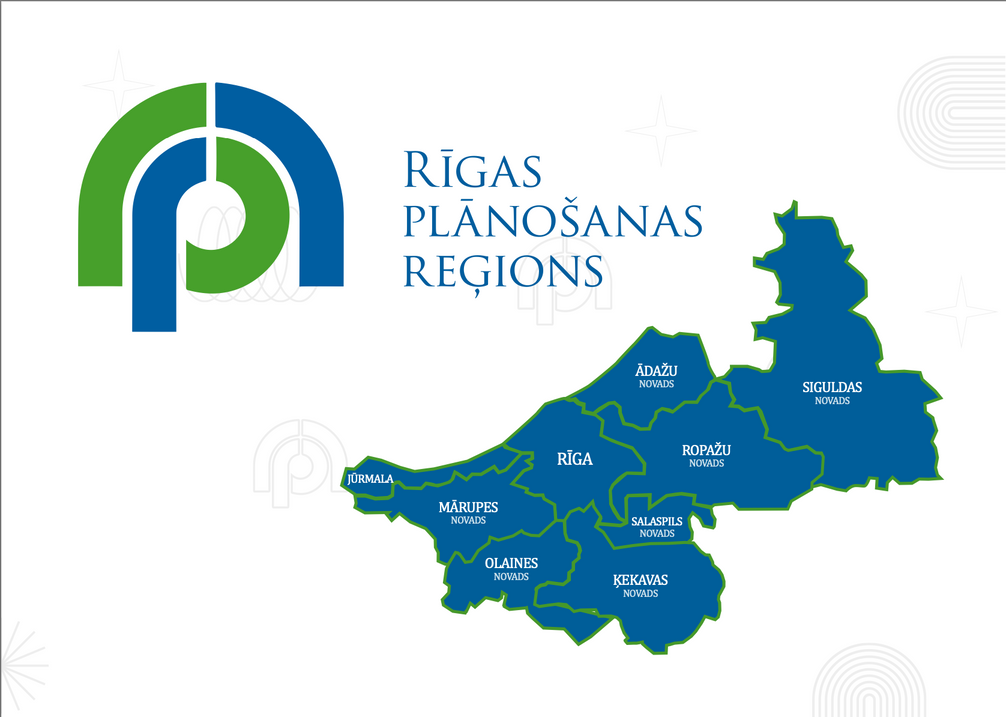 RĪGAS
PLĀNOŠANAS
REĢIONS
ĀDAŽU
NOVADS
SIGULDAS
NOVADS
ROPAŽU
NOVADS
RĪGA
JŪRMALA
MĀRUPES
NOVADS
SALASPILS
NOVADS
OLAINES
NOVADS
ĶEKAVAS
NOVADS